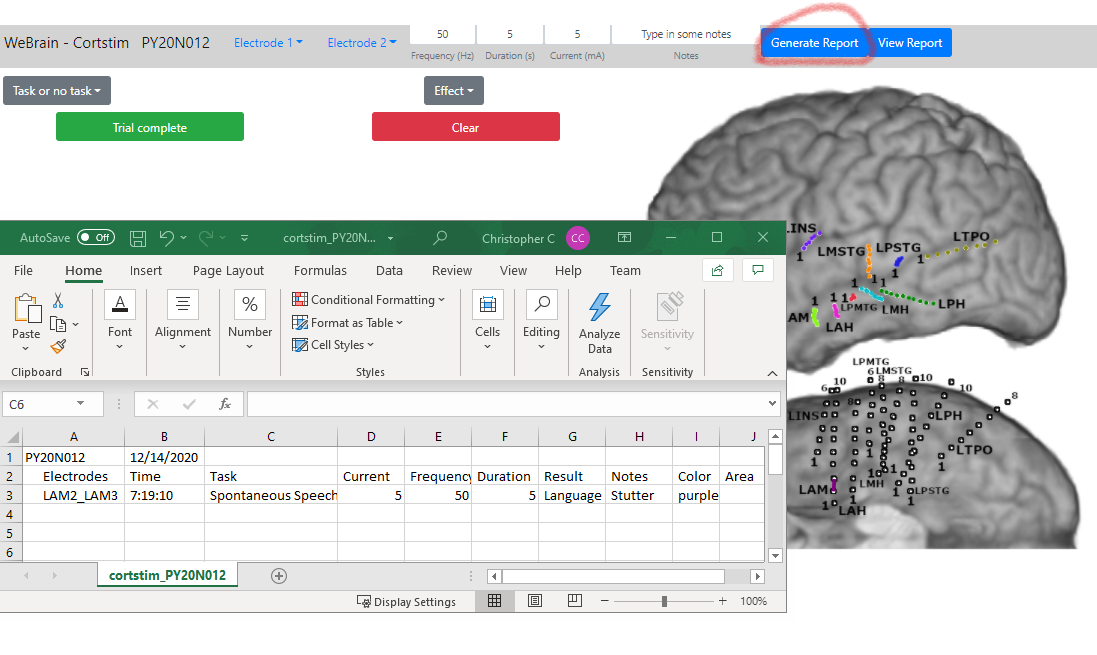 WeBrain - Cortstim PY20N012 Electrode 1 Electrode 2 50 5 5 Type in some notes Generate Report View Report
Frequency (Hz) Duration (s) Current (mA) Notes
Task or no task Effect
Trial complete Clear
AutoSave Off cortstim_PY20N... Christopher C CC
File Home Insert Page Layout Formulas Data Review View Help Team
Paste Font Alignment Number Conditional Formatting Format as Table Cell Styles Cells Editing Analyze Data Sensitivity
Clipboard Styles Analysis Sensitivity
C6 fx
A B C D E F G H I J
1 PY20N012 12/14/2020
2 Electrodes Time Task Current Frequency Duration Result Notes Color Area
3 LAM2_LAM3 7:19:10 Spontaneous Speech 5 50 5 Language Stutter purple
4
5
6
cortstim_PY20N012
Display Settings 100%
LINS LMSTG LPSTG LTPO
1 1 1
1 1
1 1 1 LPMTG LMH LPH
AM LAH
LPMTG
6 LMSTG
6 10 8 8 10 10 8
LINS 8 LPH
1 1 1 1 LTPO
LAM LMH 1 LPSTG
1 LAH 1